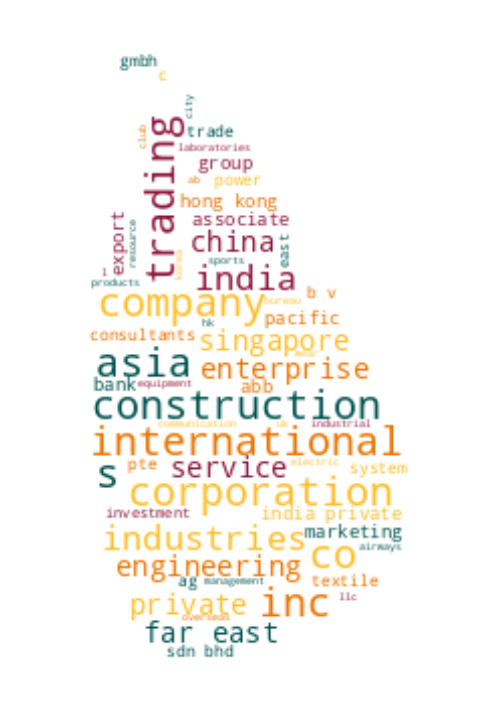 gmbh
c
city
club
trade
trading
laboratories
group
ab power
hong kong
export
associate
resource
china
east
korea
sports
l
india
products
company
bureau
b v
hk
pacific
consultants
singapore
asia
enterprise
bank
equipment
abb
construction
communication
uk
industrial
international
s
pte
service
electric
system
corporation
investment
india private
industries
marketing
co
airways
engineering
ag
management
textile
private
inc
llc
overseas
far east
sdn bhd